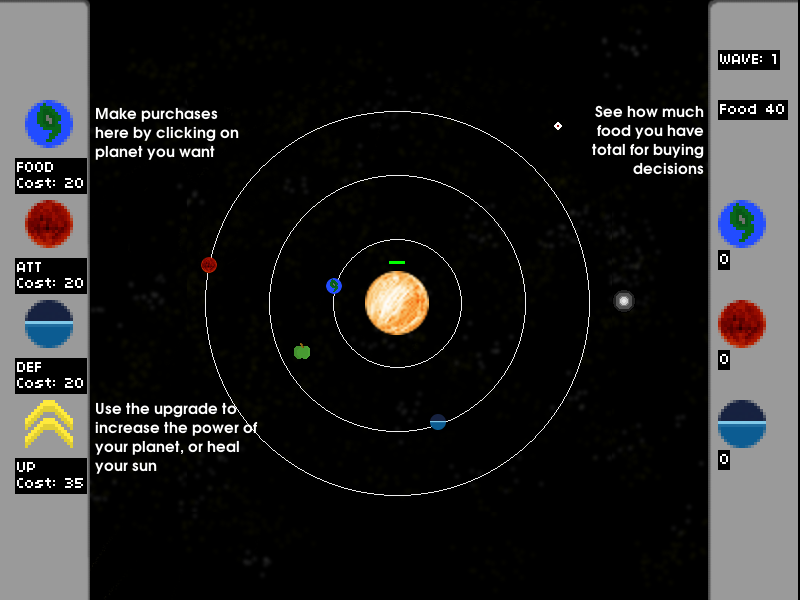 Make purchases
here by clicking on
planet you want
FOOD
Cost: 20
ATT
Cost: 20
DEF
Cost: 20
Use the upgrade to
increase the power of
your planet, or heal
your sun
UP
Cost: 35
WAVE: 1
Food 40
See how much
food you have
total for buying
decisions
0
0
0